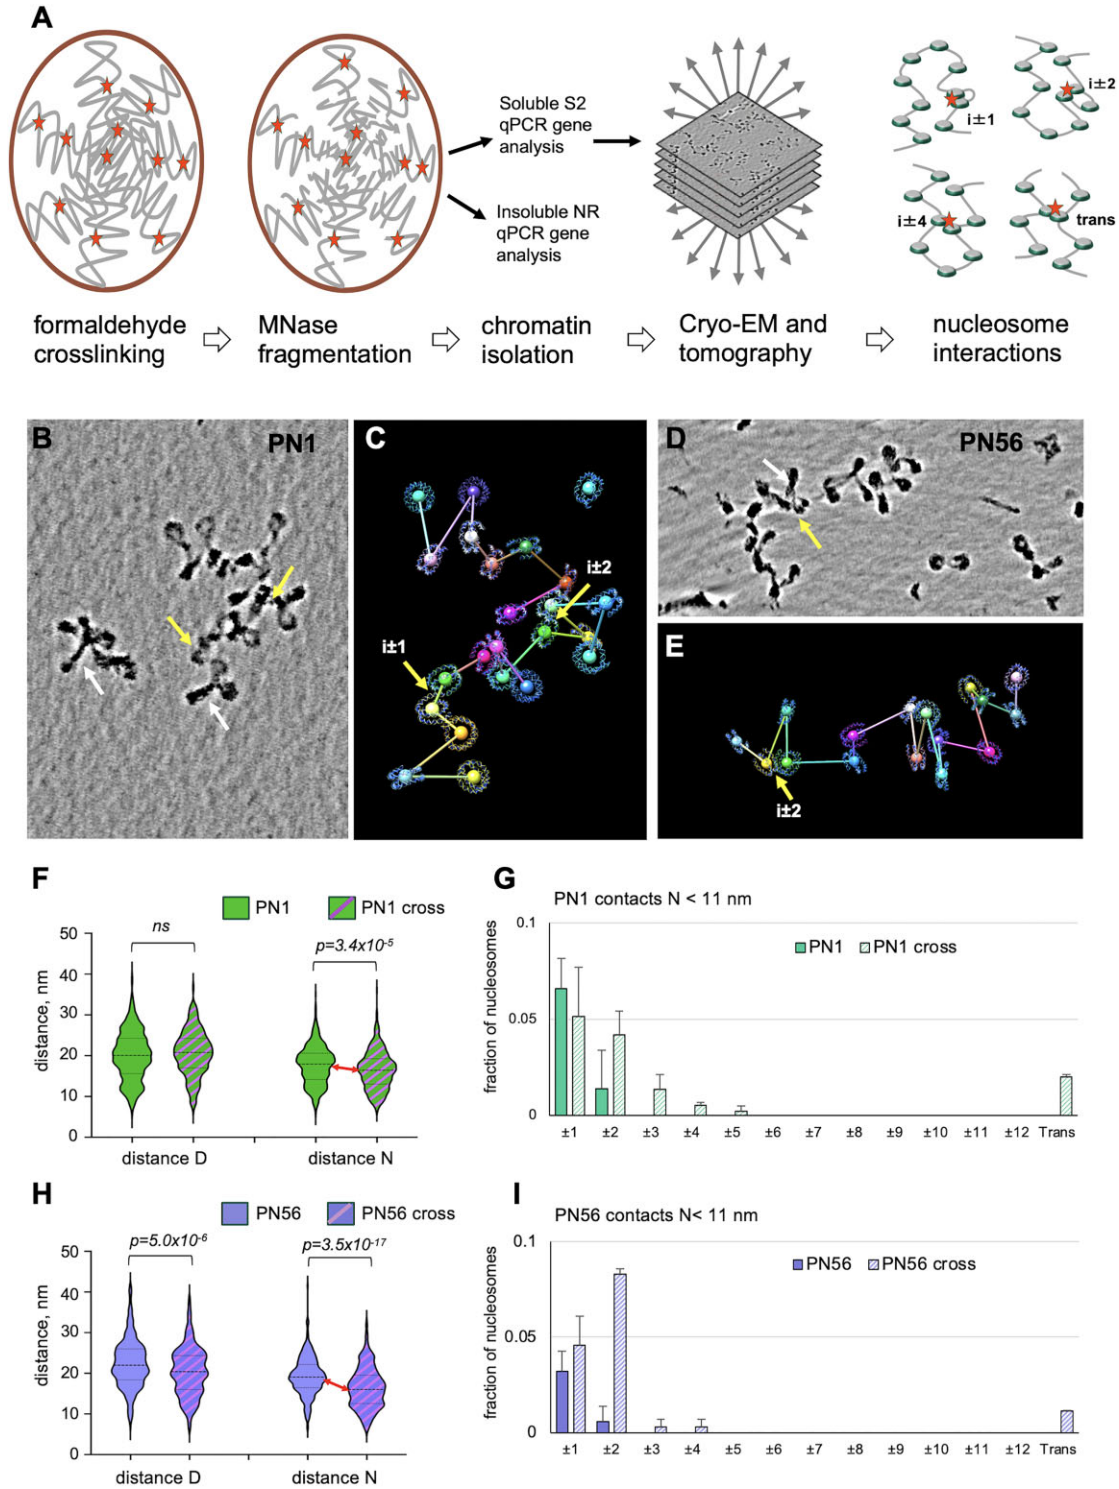 A
Soluble S2
qPCR gene
analysis
Insoluble NR
qPCR gene
analysis
i±1
i±2
i±4
trans
formaldehyde
crosslinking
MNase
fragmentation
chromatin
isolation
Cryo-EM and
tomography
nucleosome
interactions
B
PN1
C
i±2
i±1
D
PN56
E
i±2
F
PN1
PN1 cross
ns
p=3.4x10-5
distance, nm
50
40
30
20
10
0
distance D
distance N
G
PN1 contacts N < 11 nm
PN1
PN1 cross
fraction of nucleosomes
0.1
0.05
0
±1 ±2 ±3 ±4 ±5 ±6 ±7 ±8 ±9 ±10 ±11 ±12 Trans
H
PN56
PN56 cross
p=5.0x10-6
p=3.5x10-17
distance, nm
50
40
30
20
10
0
distance D
distance N
I
PN56 contacts N< 11 nm
PN56
PN56 cross
fraction of nucleosomes
0.1
0.05
0
±1 ±2 ±3 ±4 ±5 ±6 ±7 ±8 ±9 ±10 ±11 ±12 Trans